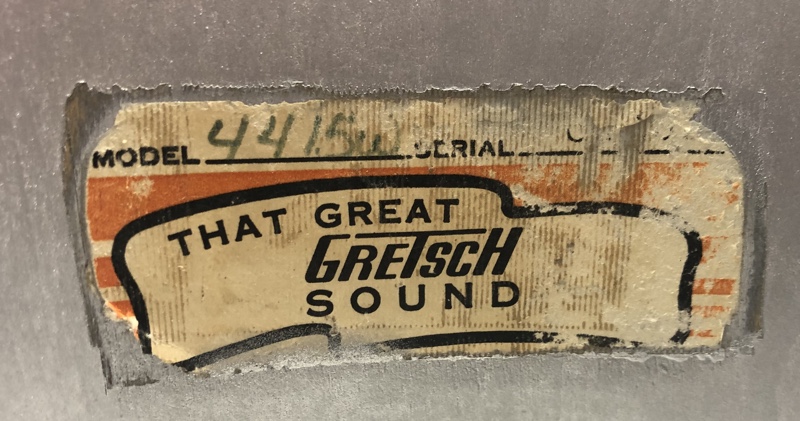 MODEL 4415W SERIAL
THAT GREAT
GRETSCH
SOUND